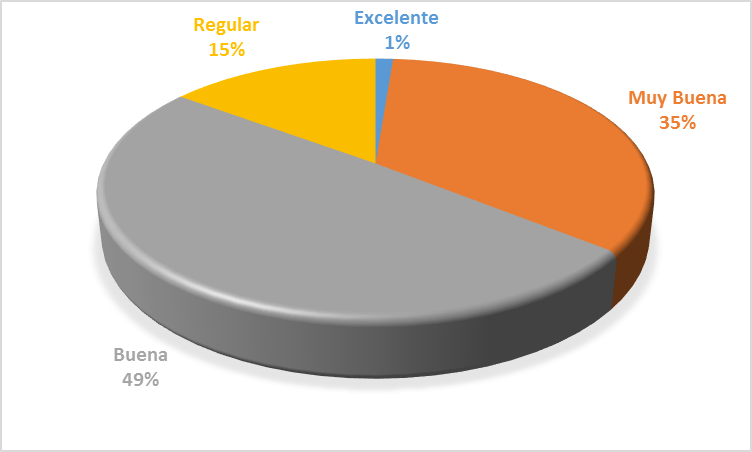 Excelente
1%
Regular
15%
Muy Buena
35%
Buena
49%